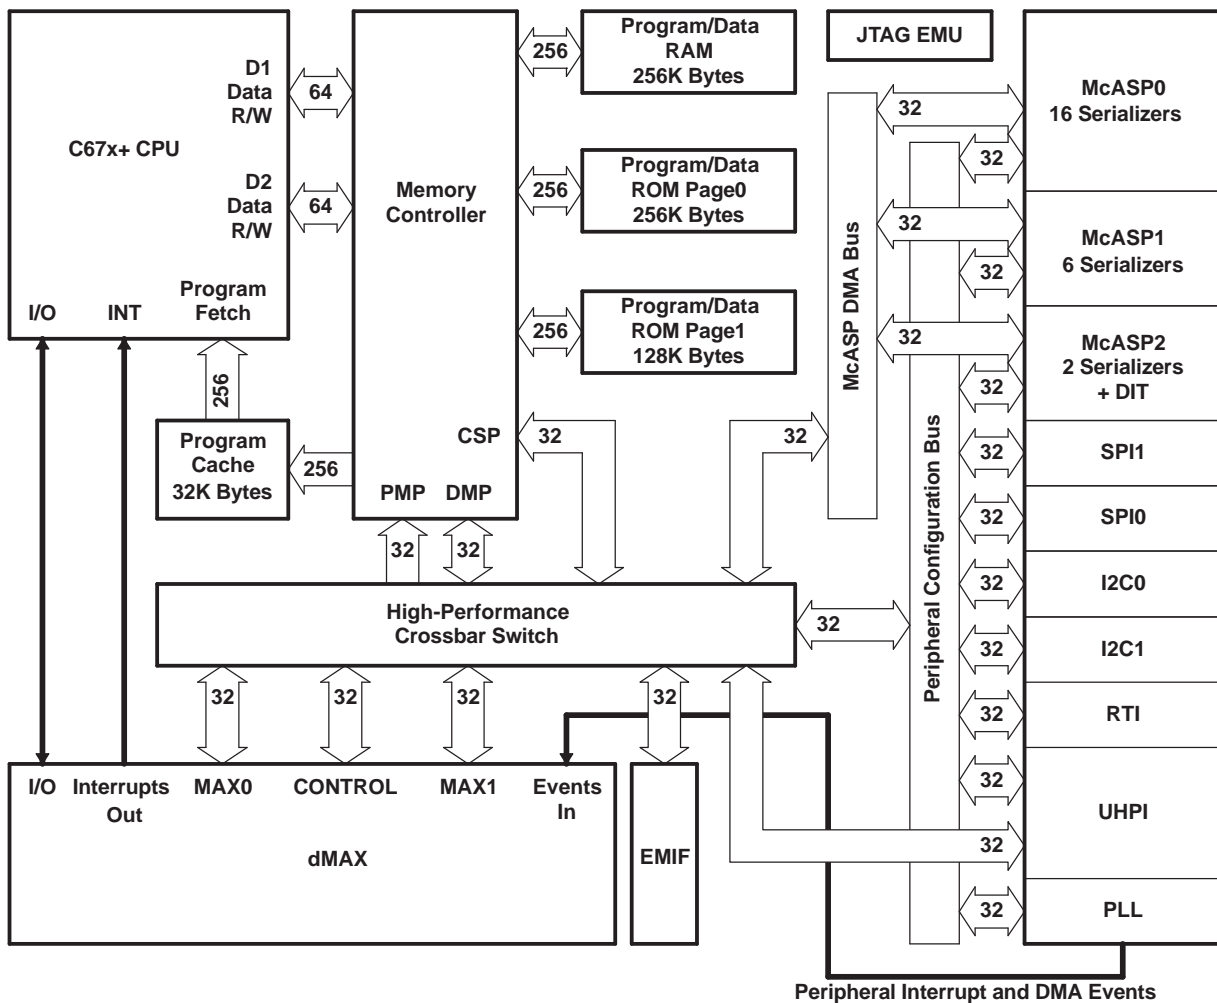 C67x+ CPU
D1
Data
R/W
D2
Data
R/W
I/O
INT
Program
Fetch
64
64
Memory
Controller
CSP
PMP
DMP
256
Program/Data
RAM
256K Bytes
256
Program/Data
ROM Page0
256K Bytes
256
Program/Data
ROM Page1
128K Bytes
256
Program
Cache
32K Bytes
256
32
32
32
High-Performance
Crossbar Switch
32
32
32
32
32
I/O
Interrupts
Out
MAX0
CONTROL
MAX1
Events
In
dMAX
EMIF
JTAG EMU
McASP DMA Bus
32
Peripheral Configuration Bus
32
32
McASP0
16 Serializers
32
32
McASP1
6 Serializers
32
32
McASP2
2 Serializers
+ DIT
32
SPI1
32
SPI0
32
I2C0
32
I2C1
32
RTI
32
32
UHPI
32
PLL
Peripheral Interrupt and DMA Events